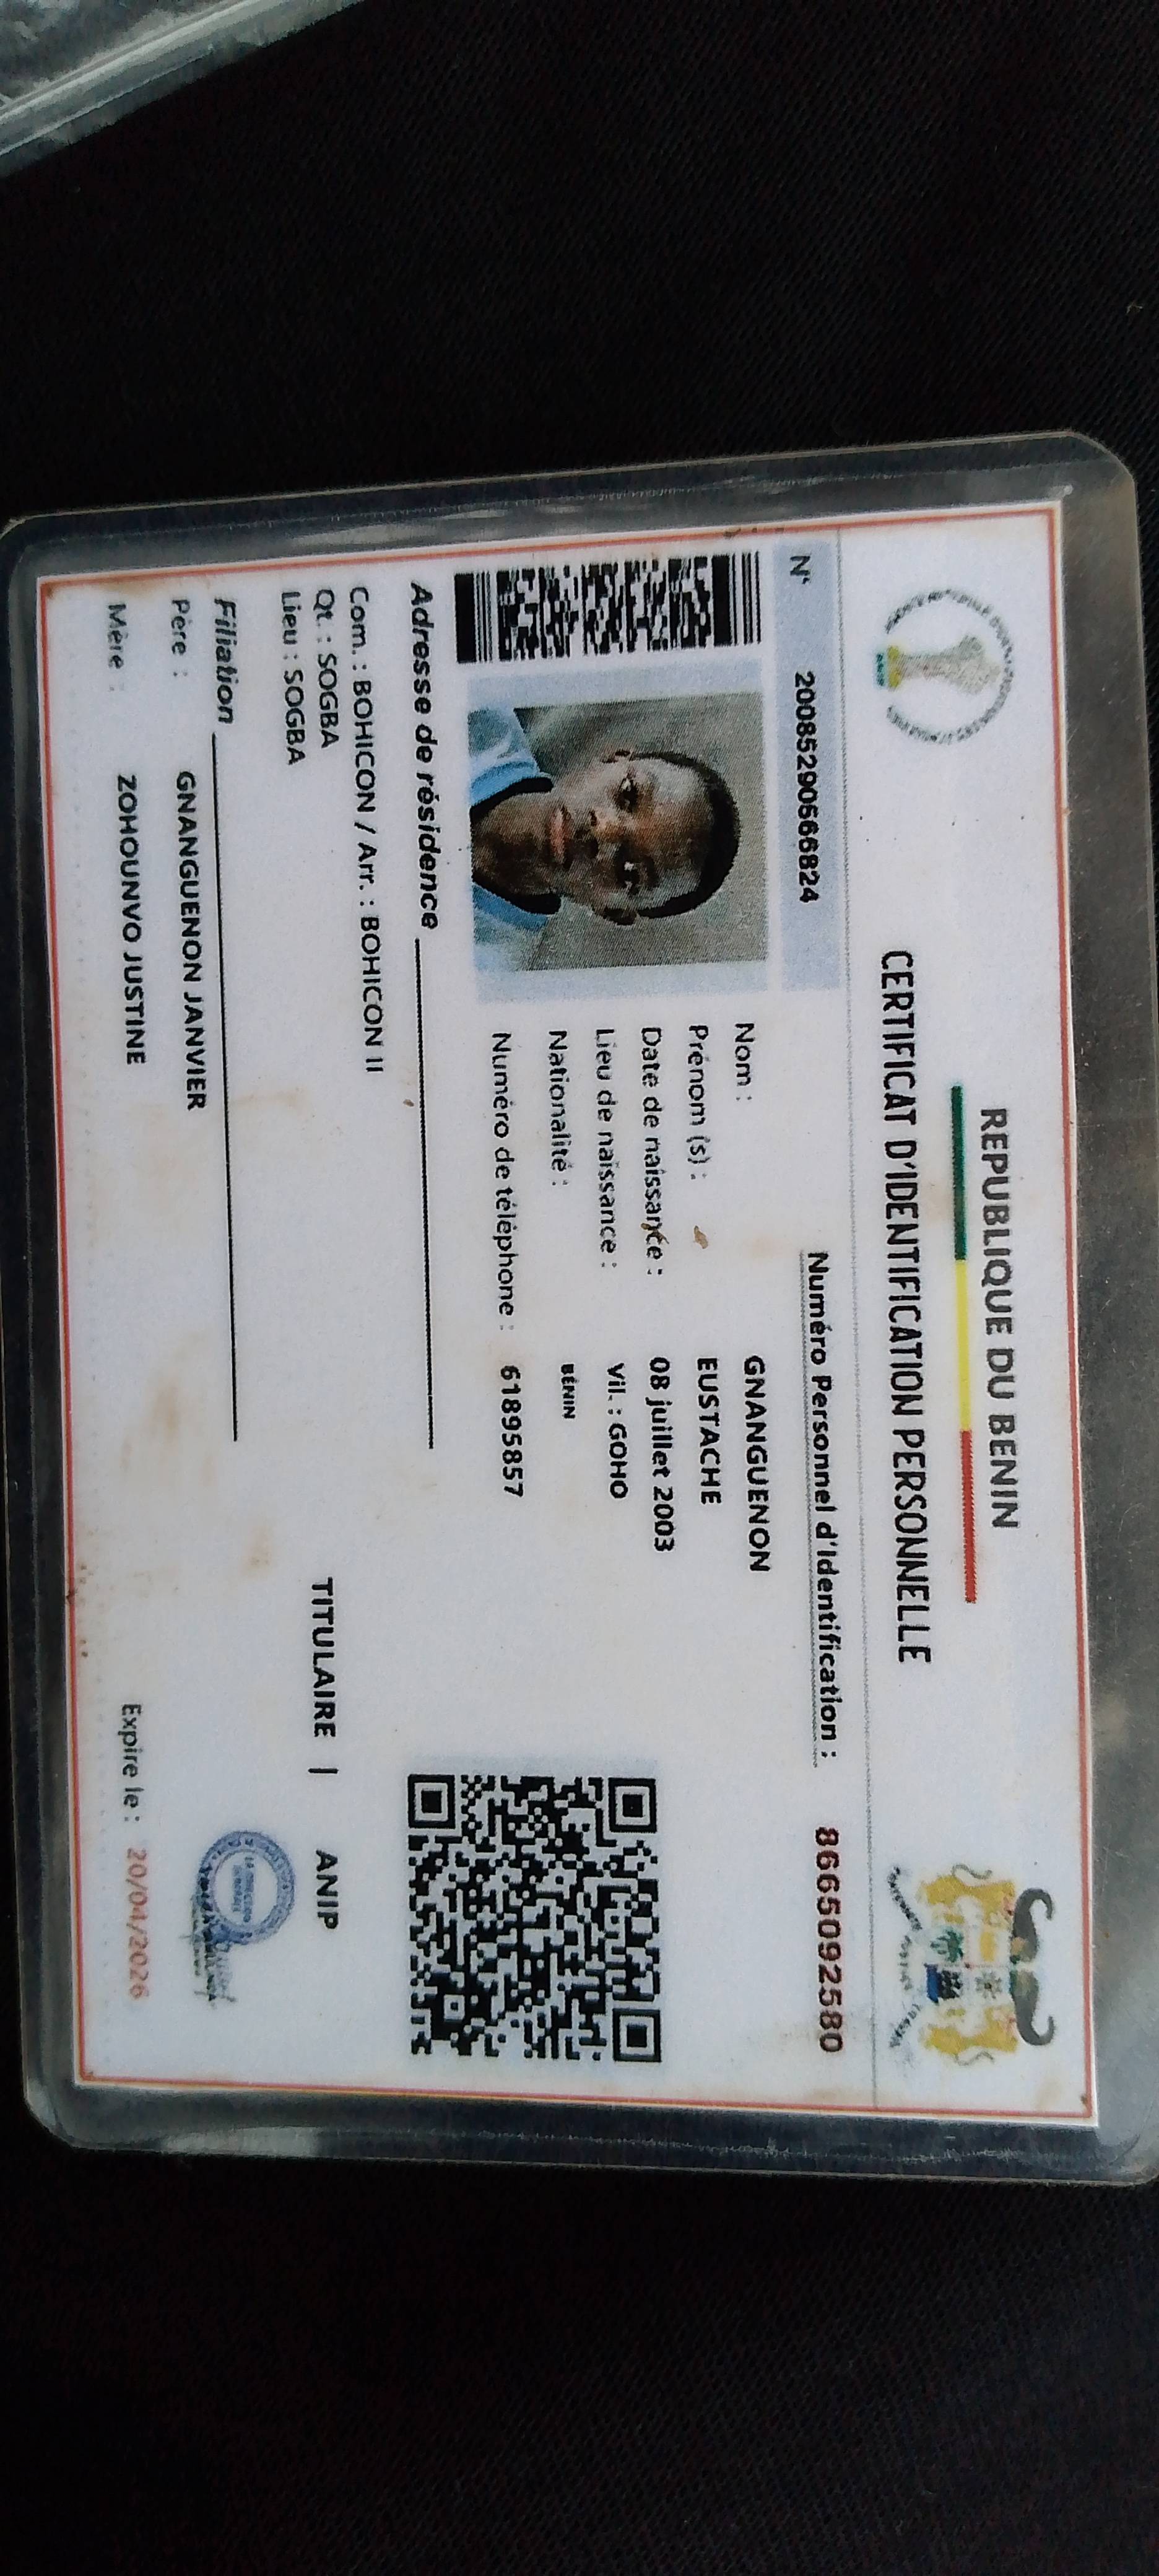 REPUBLIQUE DU BENIN
CERTIFICAT D'IDENTIFICATION PERSONNELLE
N° 20085290566824
Numéro Personnel d'Identification : 8665092580
Nom : GNANGUENON
Prénom (s) : EUSTACHE
Date de naissance : 08 juillet 2003
Lieu de naissance : Vil. : GOHO
Nationalité : BÉNIN
Numéro de téléphone : 61895857
Adresse de résidence
Com. : BOHICON / Arr. : BOHICON II
Qt. : SOGBA
Lieu : SOGBA
TITULAIRE | ANIP
Filiation
Père : GNANGUENON JANVIER
Mère : ZOHOUNVO JUSTINE
Expire le : 20/04/2026